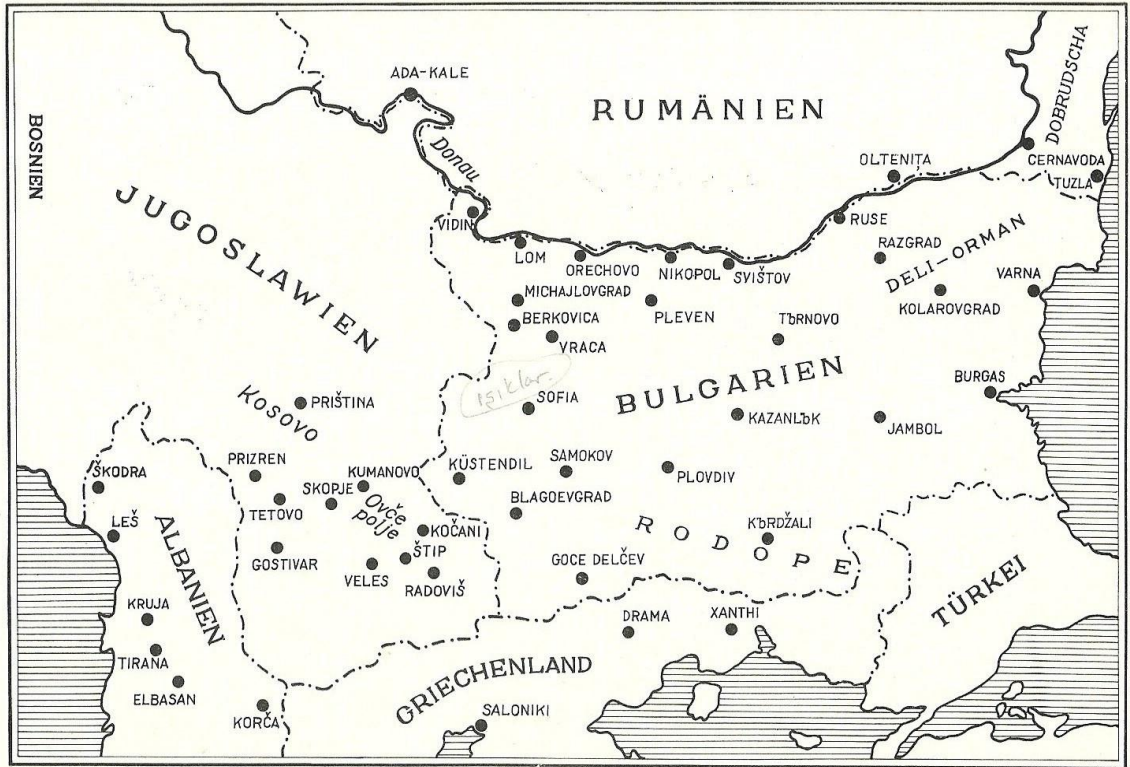 ADA-KALE
RUMÄNIEN
DOBRUDSCHA
BOSNIEN
Donau
OLTENIȚA
CERNAVODA
TUZLA
JUGOSLAWIEN
VIDIN
RUSE
LOM
ORECHOVO
NIKOPOL
SVIŠTOV
RAZGRAD
DELI-ORMAN
VARNA
MICHAJLOVGRAD
PLEVEN
KOLAROVGRAD
BERKOVICA
VRACA
TЪRNOVO
ışıklar.
SOFIA
BULGARIEN
BURGAS
KOSOVO
PRIŠTINA
KAZANLЪK
JAMBOL
PRIZREN
KUMANOVO
KÜSTENDIL
SAMOKOV
PLOVDIV
ŠKODRA
TETOVO
SKOPJE
Ovče
polje
BLAGOEVGRAD
LEŠ
ALBANIEN
KOČANI
RODOPE
KЪRDŽALI
GOSTIVAR
VELES
ŠTIP
RADOVIŠ
GOCE DELČEV
TÜRKEI
KRUJA
DRAMA
XANTHI
TIRANA
ELBASAN
GRIECHENLAND
KORČA
SALONIKI